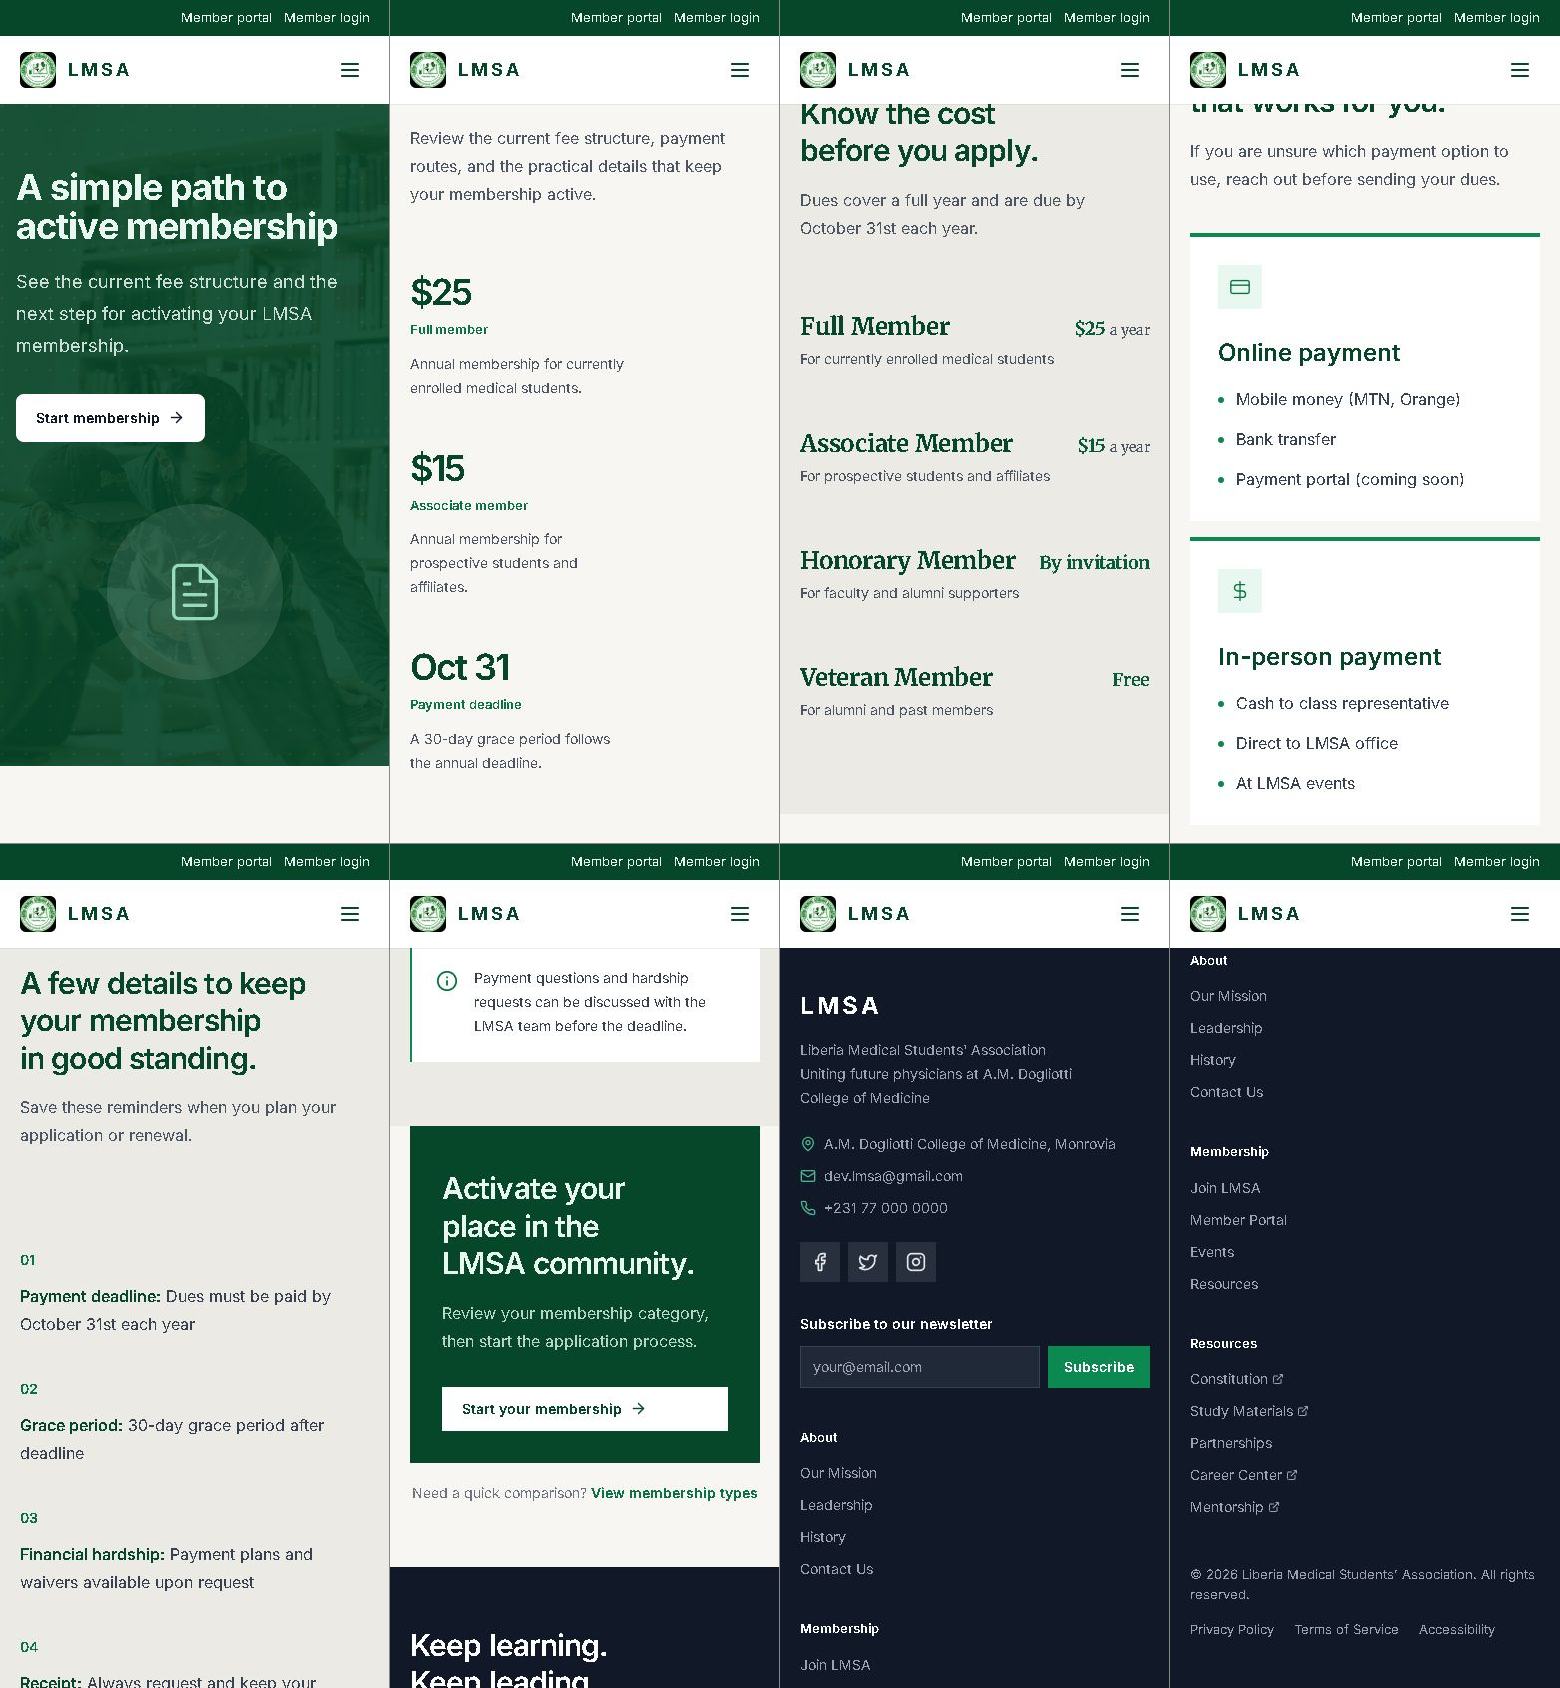 Member portal Member login
LMSA
A simple path to
active membership
See the current fee structure and the
next step for activating your LMSA
membership.
Start membership
Member portal Member login
LMSA
Review the current fee structure, payment
routes, and the practical details that keep
your membership active.
$25
Full member
Annual membership for currently
enrolled medical students.
$15
Associate member
Annual membership for
prospective students and
affiliates.
Oct 31
Payment deadline
A 30-day grace period follows
the annual deadline.
Member portal Member login
LMSA
Know the cost
before you apply.
Dues cover a full year and are due by
October 31st each year.
Full Member $25 a year
For currently enrolled medical students
Associate Member $15 a year
For prospective students and affiliates
Honorary Member By invitation
For faculty and alumni supporters
Veteran Member Free
For alumni and past members
Member portal Member login
LMSA
that works for you.
If you are unsure which payment option to
use, reach out before sending your dues.
Online payment
Mobile money (MTN, Orange)
Bank transfer
Payment portal (coming soon)
In-person payment
Cash to class representative
Direct to LMSA office
At LMSA events
Member portal Member login
LMSA
A few details to keep
your membership
in good standing.
Save these reminders when you plan your
application or renewal.
01
Payment deadline: Dues must be paid by
October 31st each year
02
Grace period: 30-day grace period after
deadline
03
Financial hardship: Payment plans and
waivers available upon request
04
Receipt: Always request and keep your
Member portal Member login
LMSA
Payment questions and hardship
requests can be discussed with the
LMSA team before the deadline.
Activate your
place in the
LMSA community.
Review your membership category,
then start the application process.
Start your membership
Need a quick comparison? View membership types
Keep learning.
Keep leading
Member portal Member login
LMSA
LMSA
Liberia Medical Students' Association
Uniting future physicians at A.M. Dogliotti
College of Medicine
A.M. Dogliotti College of Medicine, Monrovia
dev.lmsa@gmail.com
+231 77 000 0000
Subscribe to our newsletter
your@email.com Subscribe
About
Our Mission
Leadership
History
Contact Us
Membership
Join LMSA
Member portal Member login
LMSA
About
Our Mission
Leadership
History
Contact Us
Membership
Join LMSA
Member Portal
Events
Resources
Resources
Constitution
Study Materials
Partnerships
Career Center
Mentorship
© 2026 Liberia Medical Students' Association. All rights
reserved.
Privacy Policy Terms of Service Accessibility